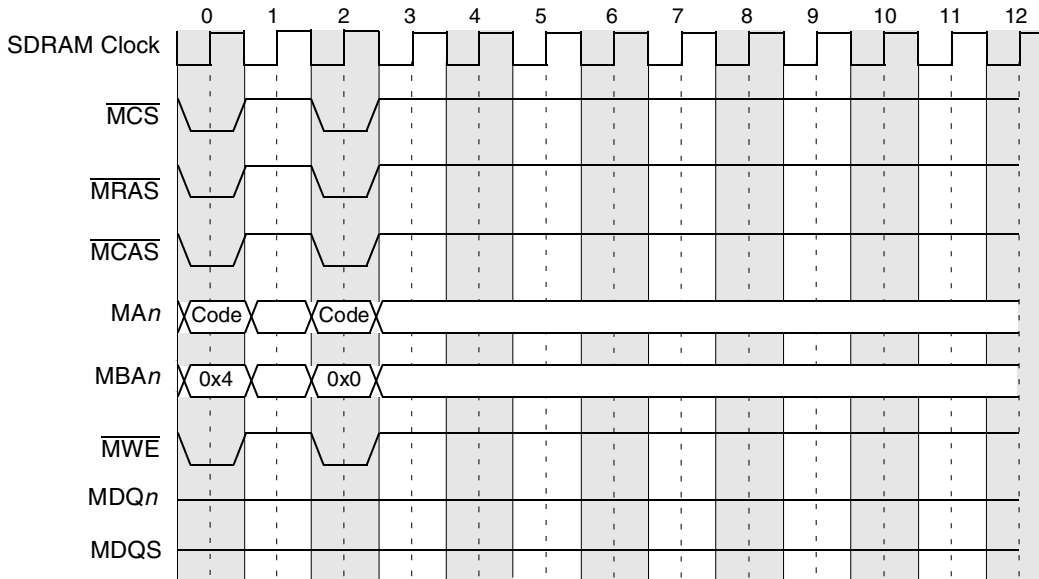 0 1 2 3 4 5 6 7 8 9 10 11 12
SDRAM Clock
MCS
MRAS
MCAS
MAn Code Code
MBAn 0x4 0x0
MWE
MDQn
MDQS